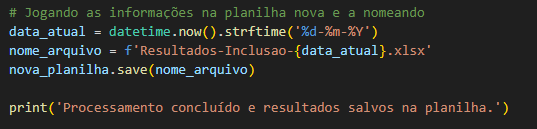 # Jogando as informações na planilha nova e a nomeando
data_atual = datetime.now().strftime('%d-%m-%Y')
nome_arquivo = f'Resultados-Inclusao-{data_atual}.xlsx'
nova_planilha.save(nome_arquivo)
print('Processamento concluído e resultados salvos na planilha.')